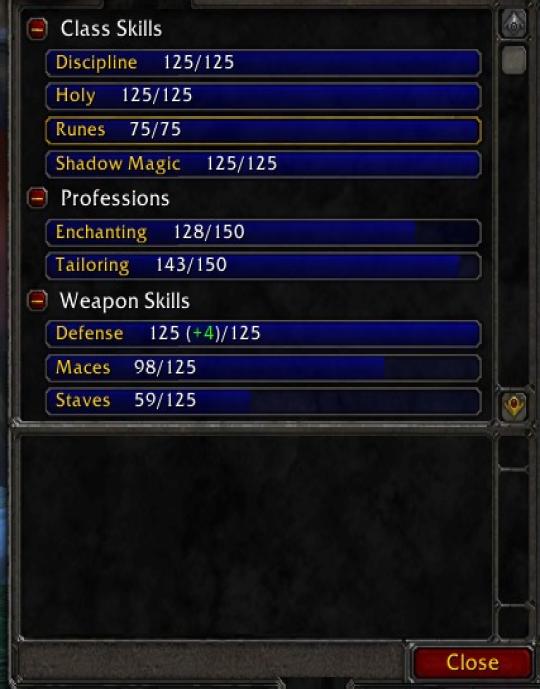 Class Skills
Discipline 125/125
Holy 125/125
Runes 75/75
Shadow Magic 125/125
Professions
Enchanting 128/150
Tailoring 143/150
Weapon Skills
Defense 125 (+4)/125
Maces 98/125
Staves 59/125
Close